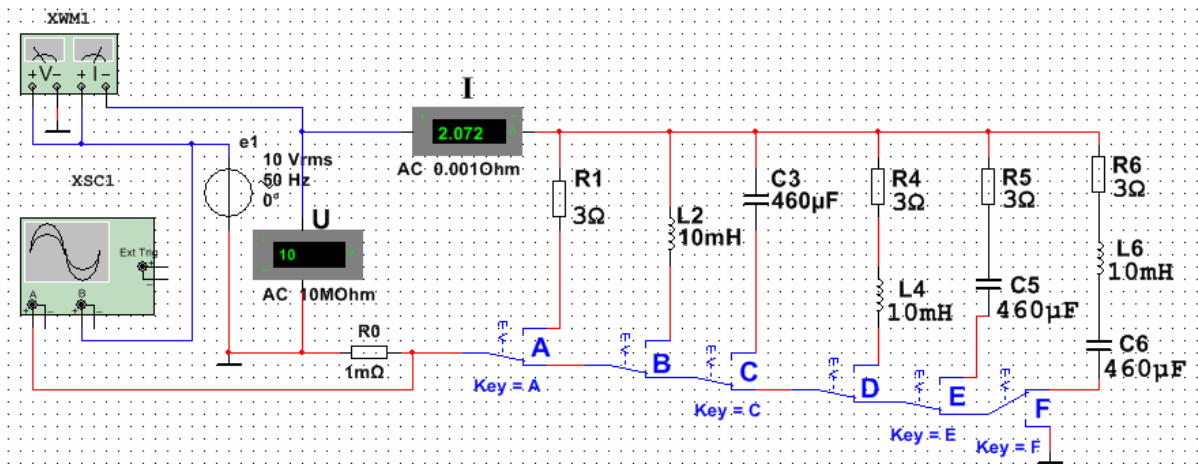 XWM1
+V- +I-
I
2.072
AC 0.001Ohm
e1
10 Vrms
50 Hz
0°
XSC1
Ext Trig
A B
U
10
AC 10MOhm
R0
1mΩ
R1
3Ω
L2
10mH
C3
460µF
R4
3Ω
L4
10mH
R5
3Ω
C5
460µF
R6
3Ω
L6
10mH
C6
460µF
A
Key = A
B
C
Key = C
D
E
Key = E
F
Key = F